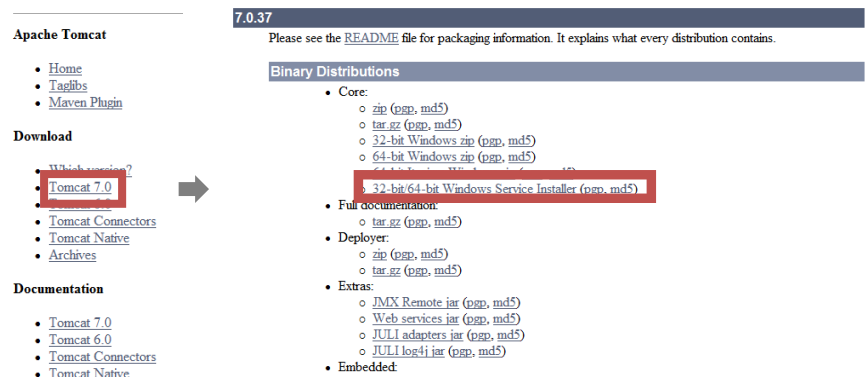 Apache Tomcat
Home
Taglibs
Maven Plugin
Download
Which version?
Tomcat 7.0
Tomcat Connectors
Tomcat Native
Archives
Documentation
Tomcat 7.0
Tomcat 6.0
Tomcat Connectors
Tomcat Native
7.0.37
Please see the README file for packaging information. It explains what every distribution contains.
Binary Distributions
Core:
zip (pgp, md5)
tar.gz (pgp, md5)
32-bit Windows zip (pgp, md5)
64-bit Windows zip (pgp, md5)
32-bit/64-bit Windows Service Installer (pgp, md5)
Full documentation:
tar.gz (pgp, md5)
Deployer:
zip (pgp, md5)
tar.gz (pgp, md5)
Extras:
JMX Remote jar (pgp, md5)
Web services jar (pgp, md5)
JULI adapters jar (pgp, md5)
JULI log4j jar (pgp, md5)
Embedded: